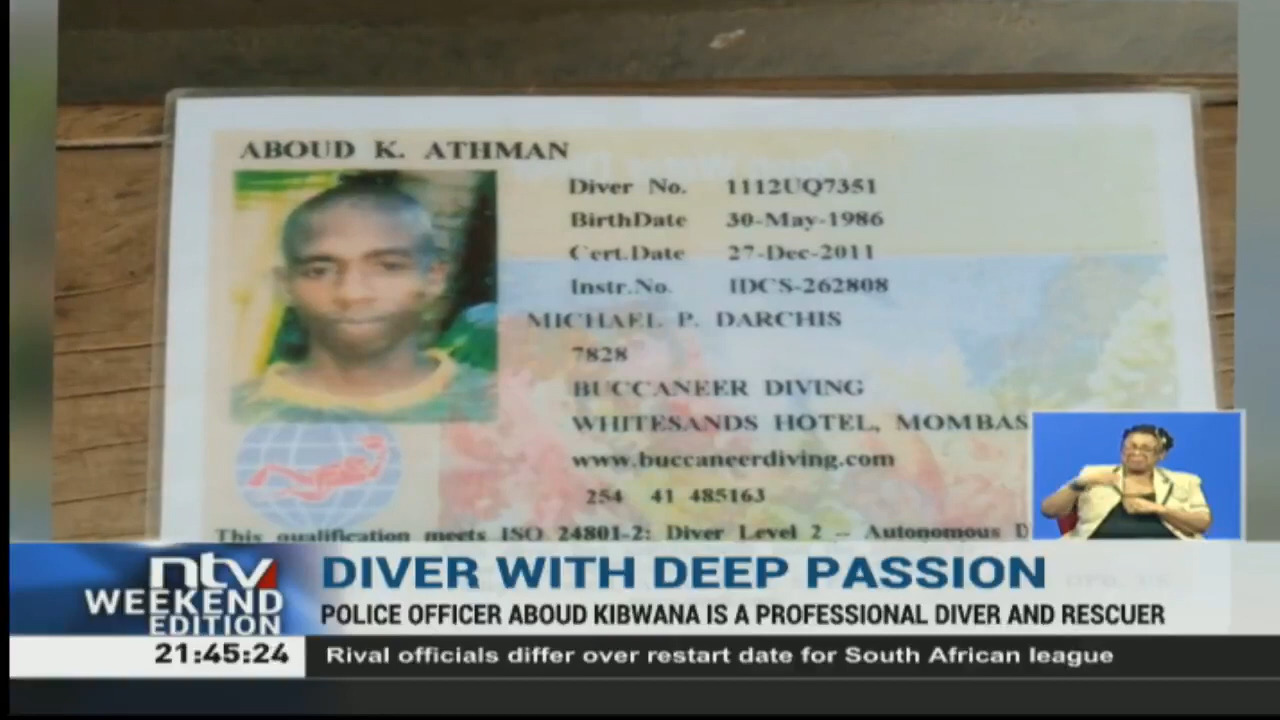 ABOUD K. ATHMAN
Diver No. 1112UQ7351
BirthDate 30-May-1986
Cert.Date 27-Dec-2011
Instr.No. IDCS-262808
MICHAEL P. DARCHIS
7828
BUCCANEER DIVING
WHITESANDS HOTEL, MOMBAS
www.buccaneerdiving.com
254 41 485163
This qualification meets ISO 24801-2: Diver Level 2 – Autonomous D
ntv
WEEKEND
EDITION
DIVER WITH DEEP PASSION
POLICE OFFICER ABOUD KIBWANA IS A PROFESSIONAL DIVER AND RESCUER
21:45:24
Rival officials differ over restart date for South African league